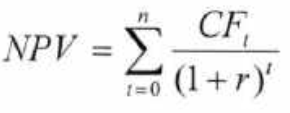 NPV = \sum_{t=0}^{n} \frac{CF_t}{(1+r)^t}